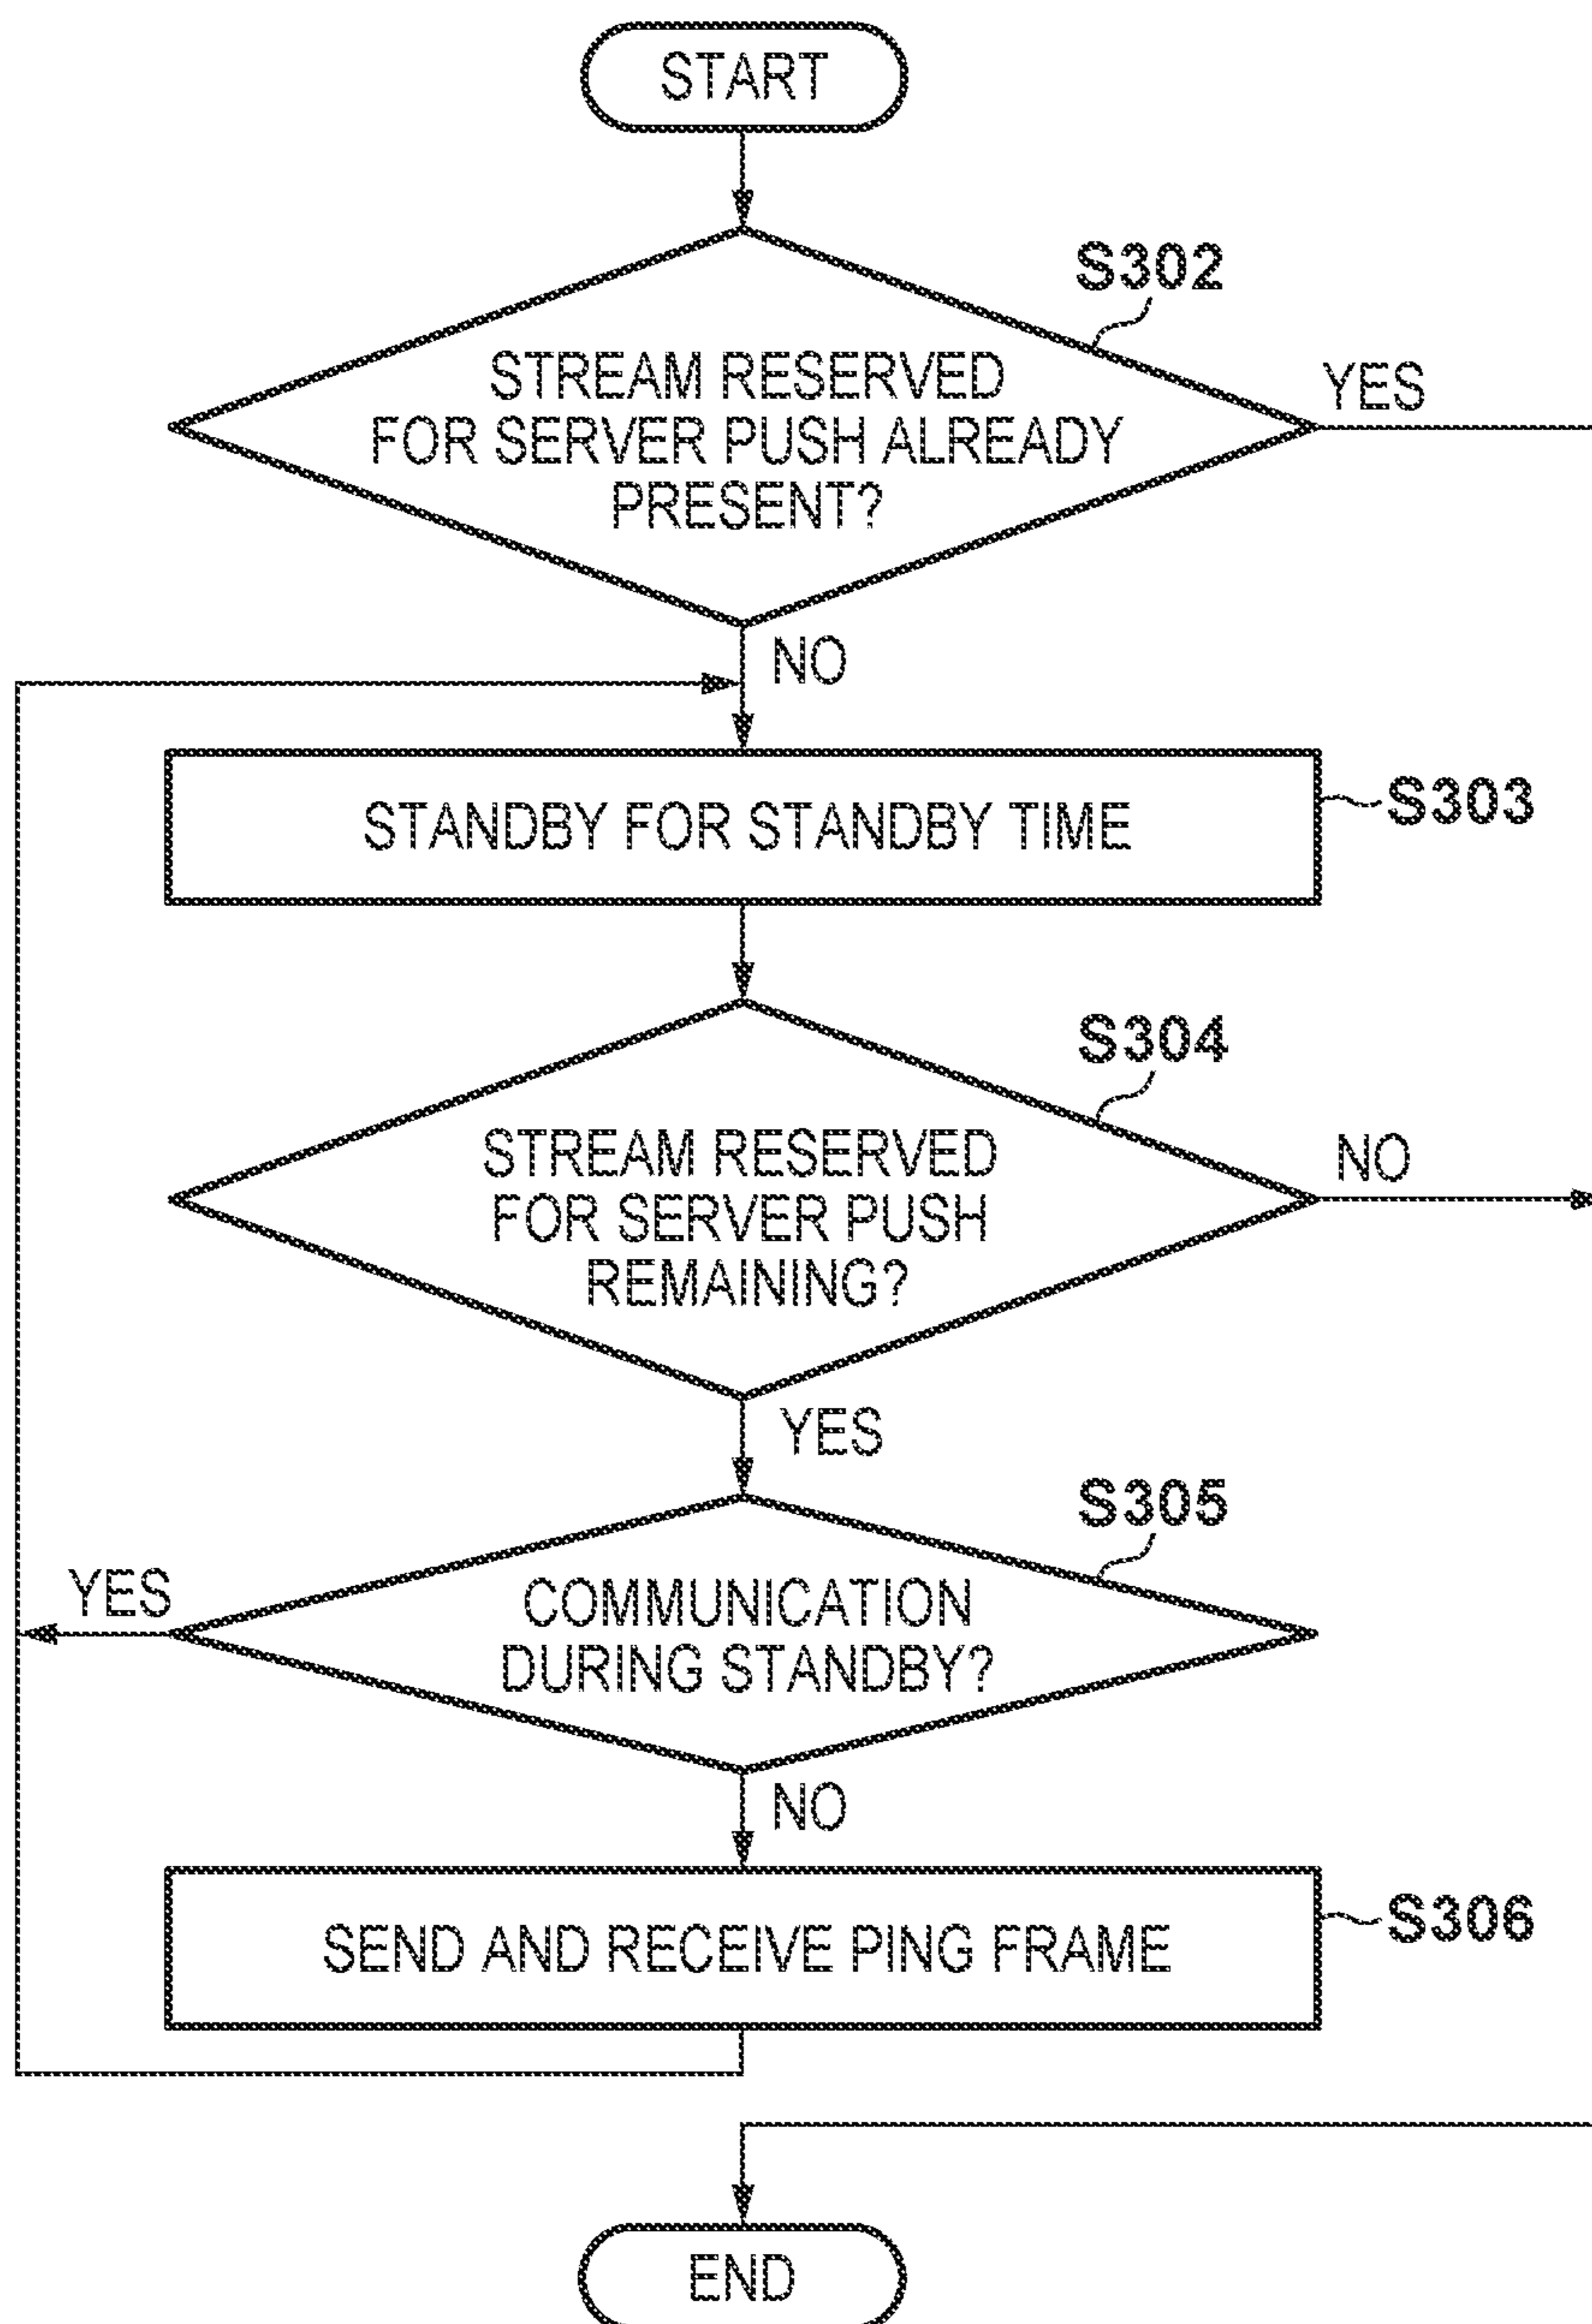 START
S302
STREAM RESERVED
FOR SERVER PUSH ALREADY
PRESENT?
YES
NO
STANDBY FOR STANDBY TIME
S303
S304
STREAM RESERVED
FOR SERVER PUSH
REMAINING?
NO
YES
S305
COMMUNICATION
DURING STANDBY?
YES
NO
SEND AND RECEIVE PING FRAME
S306
END